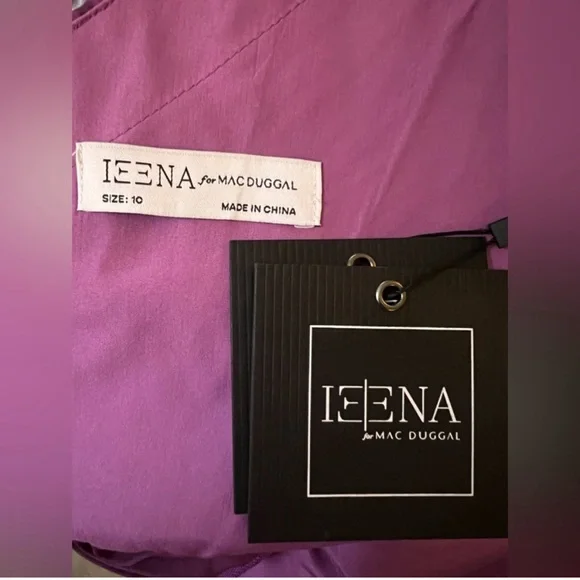 IEENA for MAC DUGGAL
SIZE: 10 MADE IN CHINA
IEENA
for MAC DUGGAL